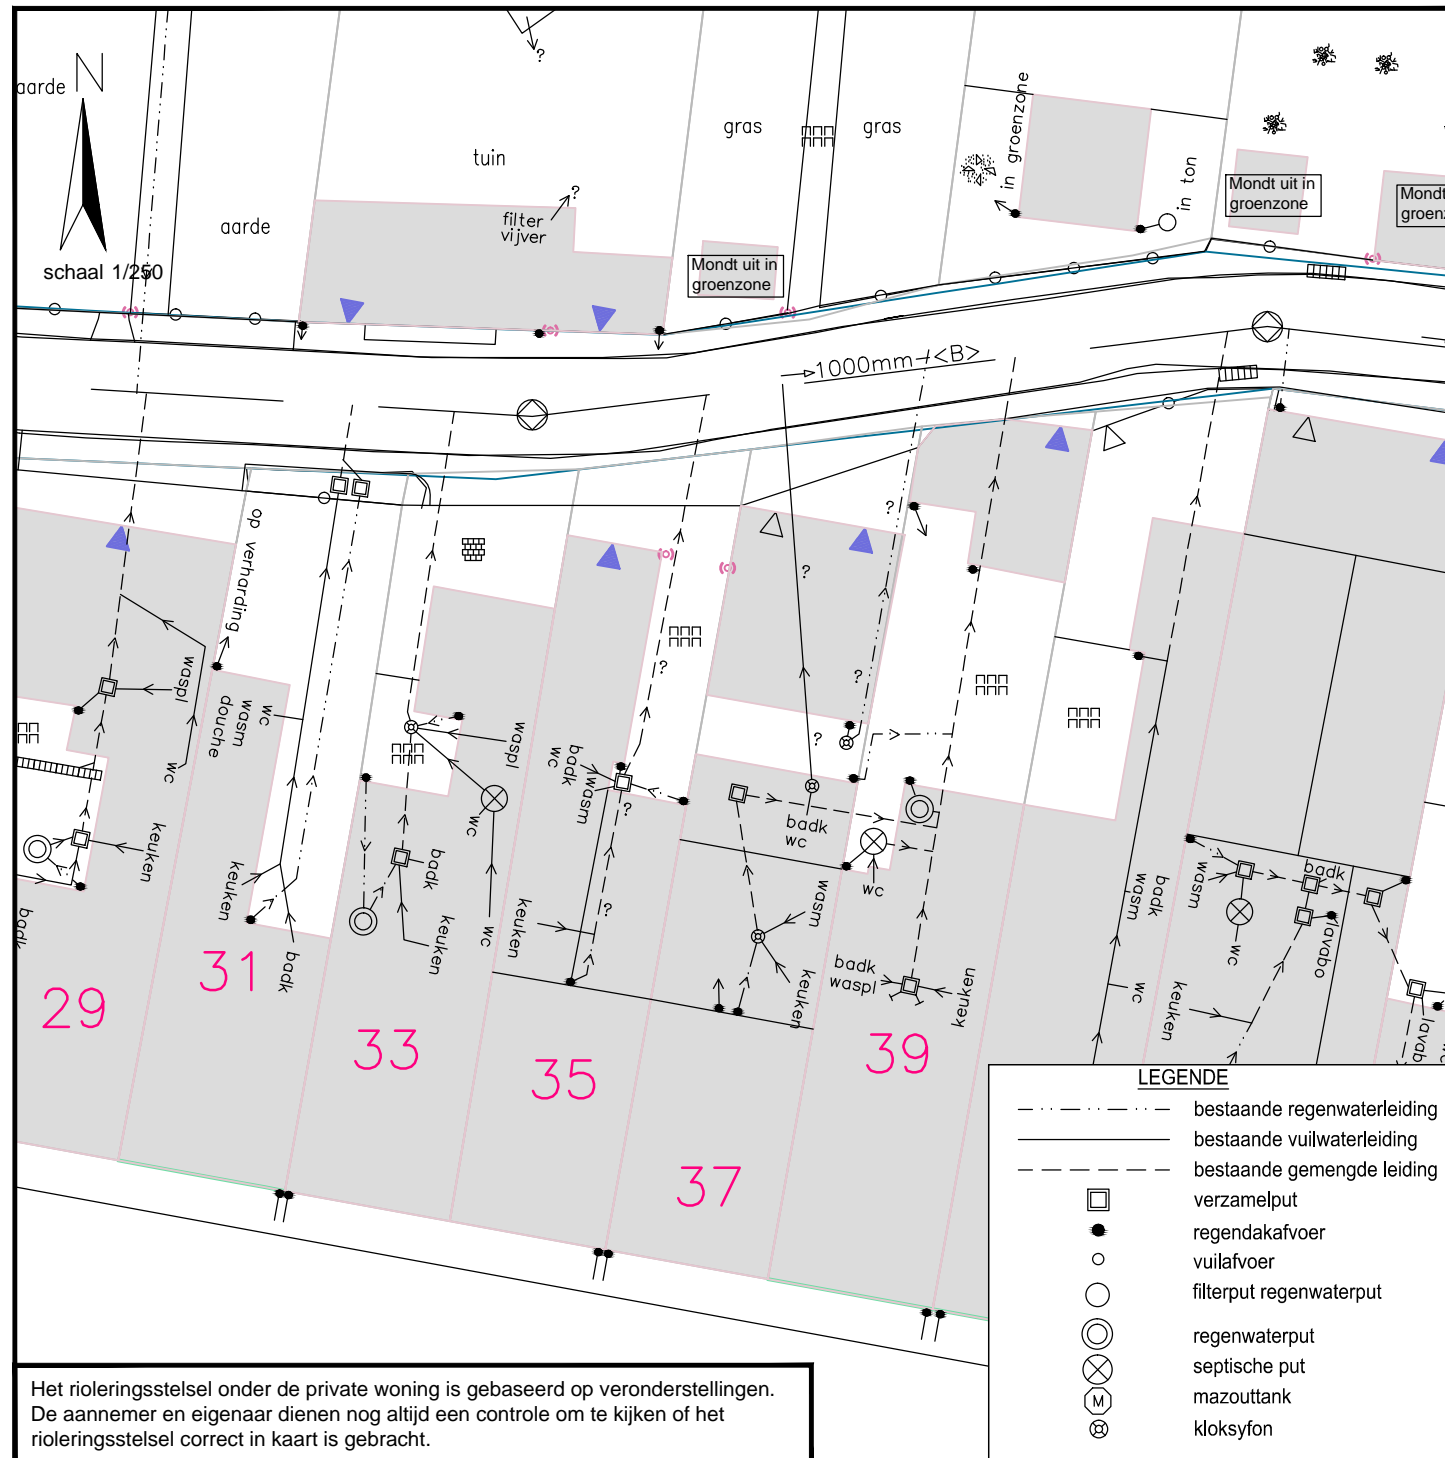 N
schaal 1/250
aarde
aarde
tuin
?
?
filter
vijver
gras
gras
Mondt uit in
groenzone
in groenzone
in ton
Mondt uit in
groenzone
Mondt
1000mm
<B>
op verharding
waspl
wc
wasm
douche
wc
keuken
keuken
badk
badk
29
31
waspl
wc
badk
keuken
wc
33
badk
wc
wasm
?
?
?
keuken
35
?
?
?
?
badk
wc
wasm
keuken
37
wc
badk
waspl
keuken
39
badk
wasm
wc
wasm
wc
badk
lavabo
keuken
LEGENDE
bestaande regenwaterleiding
bestaande vuilwaterleiding
bestaande gemengde leiding
verzamelput
regendakafvoer
vuilafvoer
filterput regenwaterput
regenwaterput
septische put
M
mazouttank
kloksyfon
Het rioleringsstelsel onder de private woning is gebaseerd op veronderstellingen.
De aannemer en eigenaar dienen nog altijd een controle om te kijken of het
rioleringsstelsel correct in kaart is gebracht.